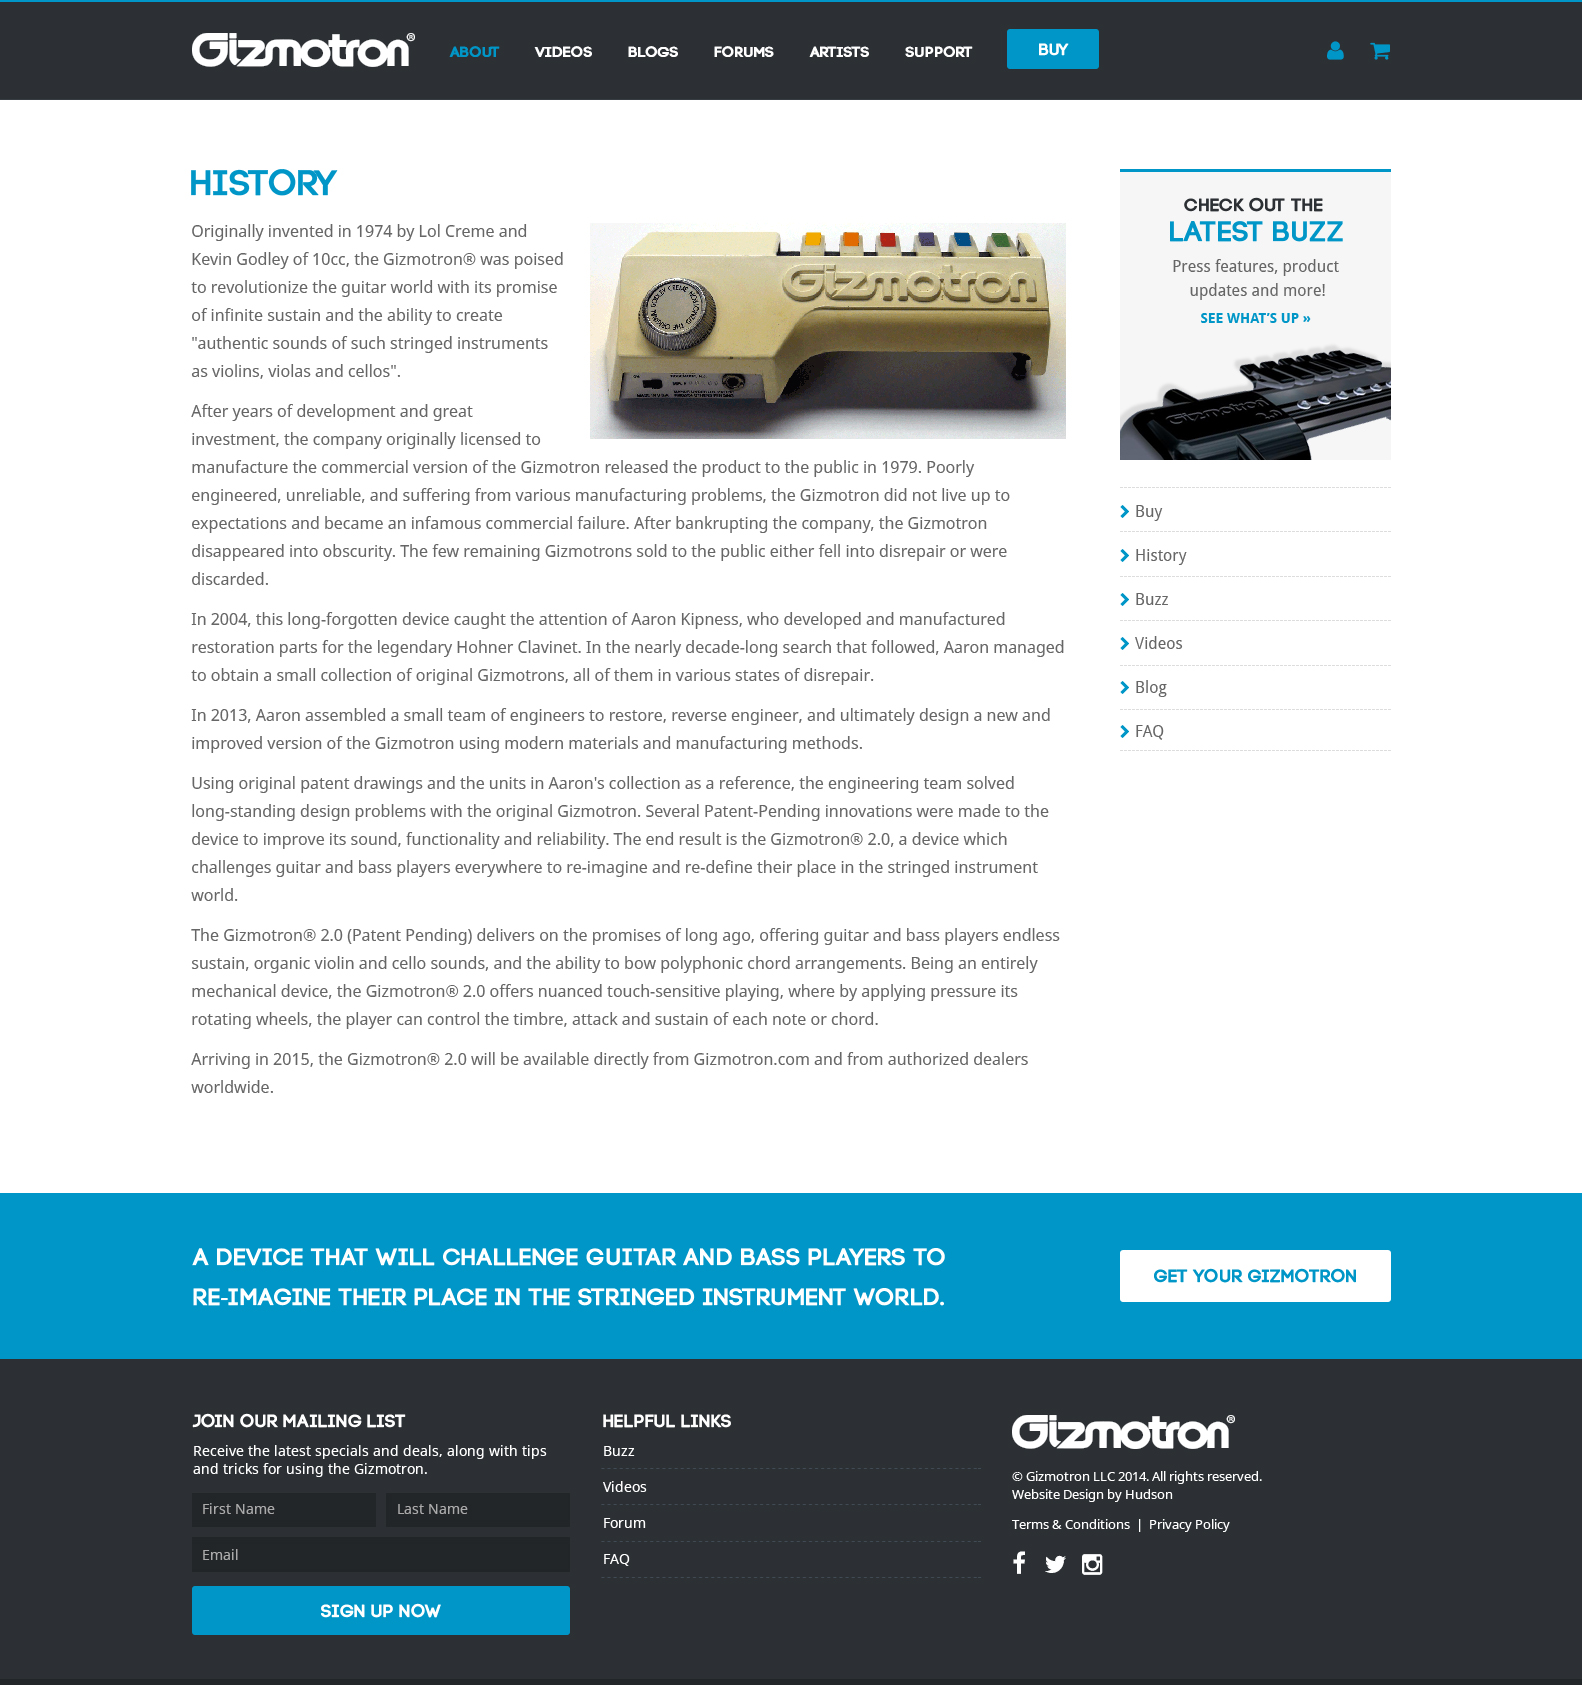 Gizmotron®
ABOUT
VIDEOS
BLOGS
FORUMS
ARTISTS
SUPPORT
BUY
HISTORY
Originally invented in 1974 by Lol Creme and
Kevin Godley of 10cc, the Gizmotron® was poised
to revolutionize the guitar world with its promise
of infinite sustain and the ability to create
"authentic sounds of such stringed instruments
as violins, violas and cellos".
Gizmotron
After years of development and great
investment, the company originally licensed to
manufacture the commercial version of the Gizmotron released the product to the public in 1979. Poorly
engineered, unreliable, and suffering from various manufacturing problems, the Gizmotron did not live up to
expectations and became an infamous commercial failure. After bankrupting the company, the Gizmotron
disappeared into obscurity. The few remaining Gizmotrons sold to the public either fell into disrepair or were
discarded.
In 2004, this long-forgotten device caught the attention of Aaron Kipness, who developed and manufactured
restoration parts for the legendary Hohner Clavinet. In the nearly decade-long search that followed, Aaron managed
to obtain a small collection of original Gizmotrons, all of them in various states of disrepair.
In 2013, Aaron assembled a small team of engineers to restore, reverse engineer, and ultimately design a new and
improved version of the Gizmotron using modern materials and manufacturing methods.
Using original patent drawings and the units in Aaron's collection as a reference, the engineering team solved
long-standing design problems with the original Gizmotron. Several Patent-Pending innovations were made to the
device to improve its sound, functionality and reliability. The end result is the Gizmotron® 2.0, a device which
challenges guitar and bass players everywhere to re-imagine and re-define their place in the stringed instrument
world.
The Gizmotron® 2.0 (Patent Pending) delivers on the promises of long ago, offering guitar and bass players endless
sustain, organic violin and cello sounds, and the ability to bow polyphonic chord arrangements. Being an entirely
mechanical device, the Gizmotron® 2.0 offers nuanced touch-sensitive playing, where by applying pressure its
rotating wheels, the player can control the timbre, attack and sustain of each note or chord.
Arriving in 2015, the Gizmotron® 2.0 will be available directly from Gizmotron.com and from authorized dealers
worldwide.
CHECK OUT THE
LATEST BUZZ
Press features, product
updates and more!
SEE WHAT'S UP »
Gizmotron
2.0
Buy
History
Buzz
Videos
Blog
FAQ
A DEVICE THAT WILL CHALLENGE GUITAR AND BASS PLAYERS TO
RE-IMAGINE THEIR PLACE IN THE STRINGED INSTRUMENT WORLD.
GET YOUR GIZMOTRON
JOIN OUR MAILING LIST
Receive the latest specials and deals, along with tips
and tricks for using the Gizmotron.
First Name
Last Name
Email
SIGN UP NOW
HELPFUL LINKS
Buzz
Videos
Forum
FAQ
Gizmotron®
© Gizmotron LLC 2014. All rights reserved.
Website Design by Hudson
Terms & Conditions | Privacy Policy